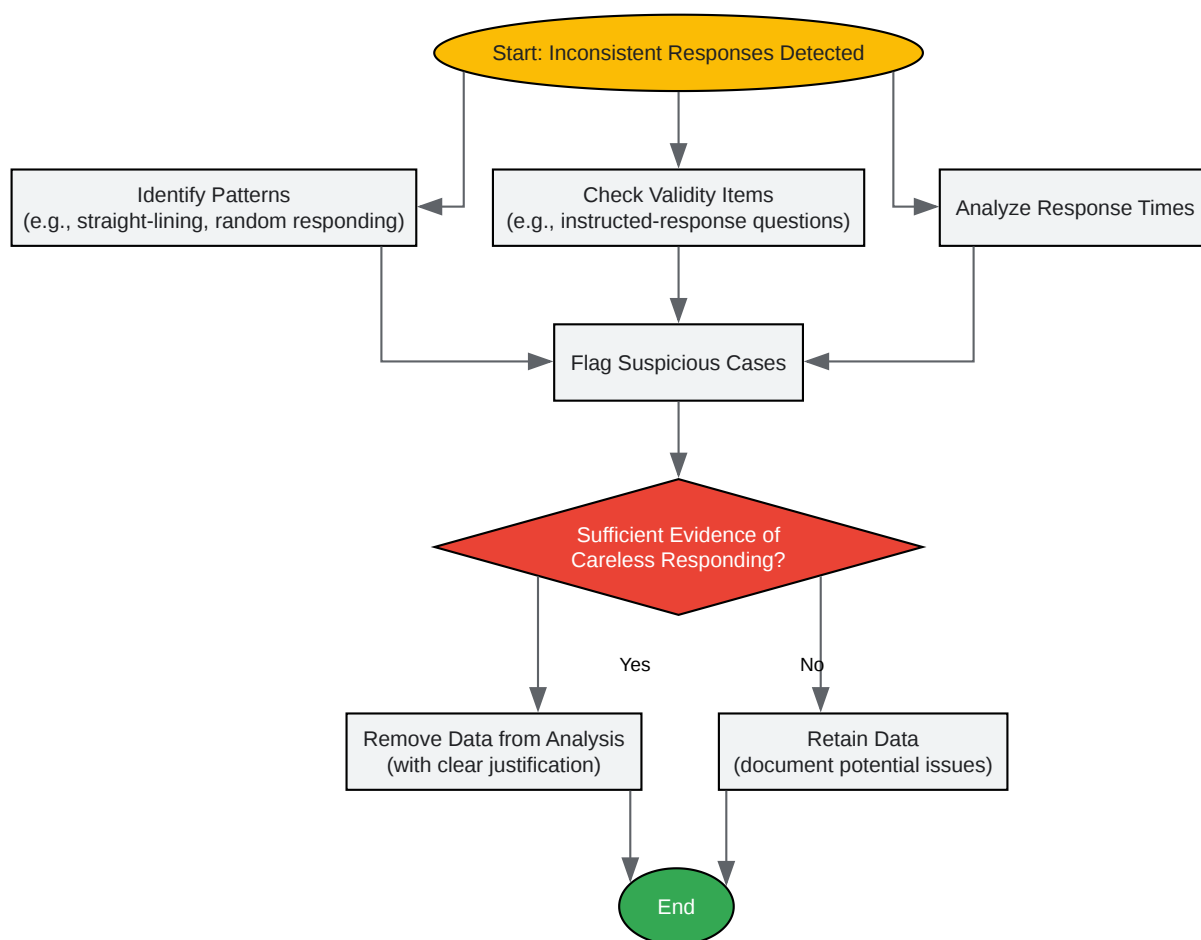 Start: Inconsistent Responses Detected
Identify Patterns
(e.g., straight-lining, random responding)
Check Validity Items
(e.g., instructed-response questions)
Analyze Response Times
Flag Suspicious Cases
Sufficient Evidence of
Careless Responding?
Yes
No
Remove Data from Analysis
(with clear justification)
Retain Data
(document potential issues)
End